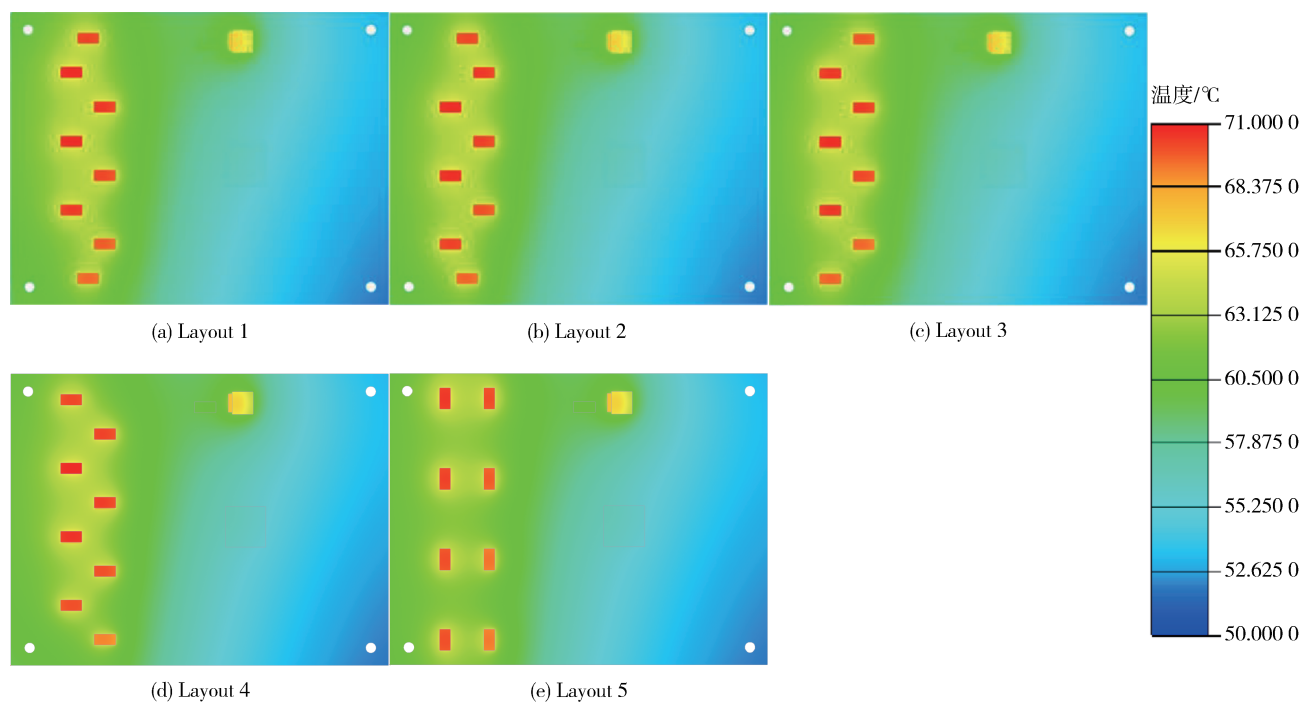 温度/℃
71.000 0
68.375 0
65.750 0
63.125 0
60.500 0
57.875 0
55.250 0
52.625 0
50.000 0
(a) Layout 1
(b) Layout 2
(c) Layout 3
(d) Layout 4
(e) Layout 5